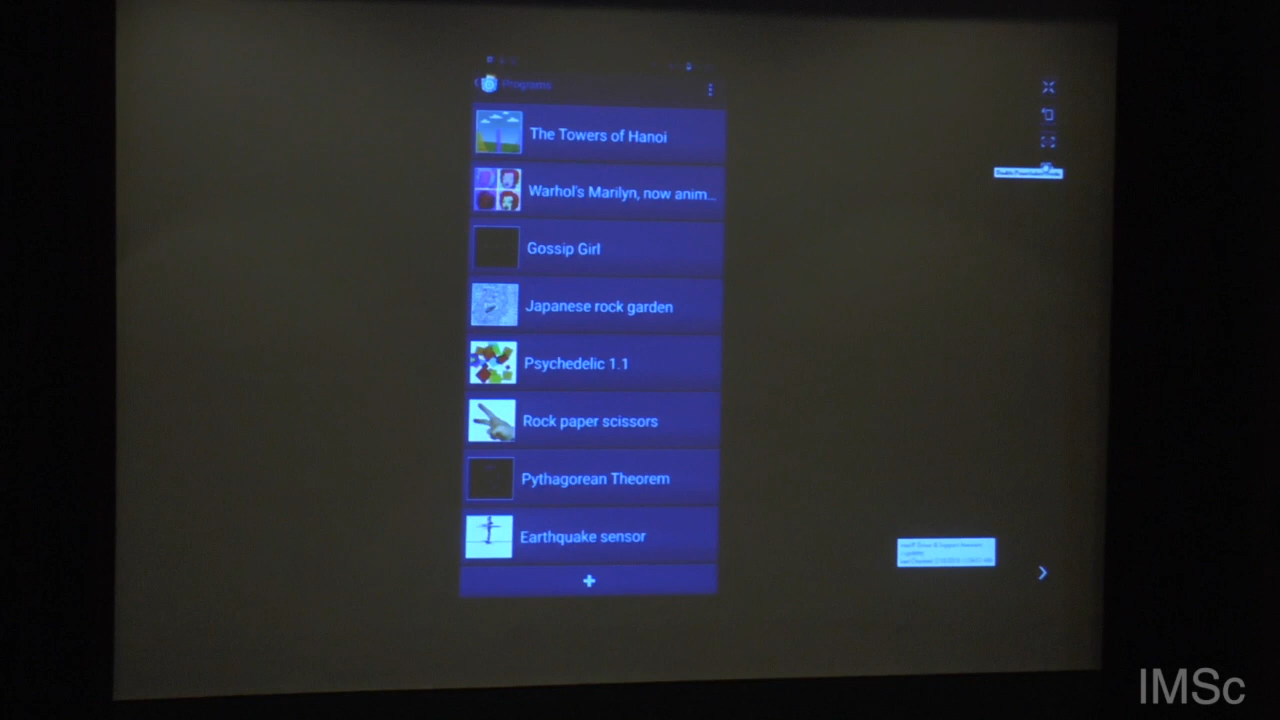 Programs
The Towers of Hanoi
Warhol's Marilyn, now anim...
Gossip Girl
Japanese rock garden
Psychedelic 1.1
Rock paper scissors
Pythagorean Theorem
Earthquake sensor
IMSc